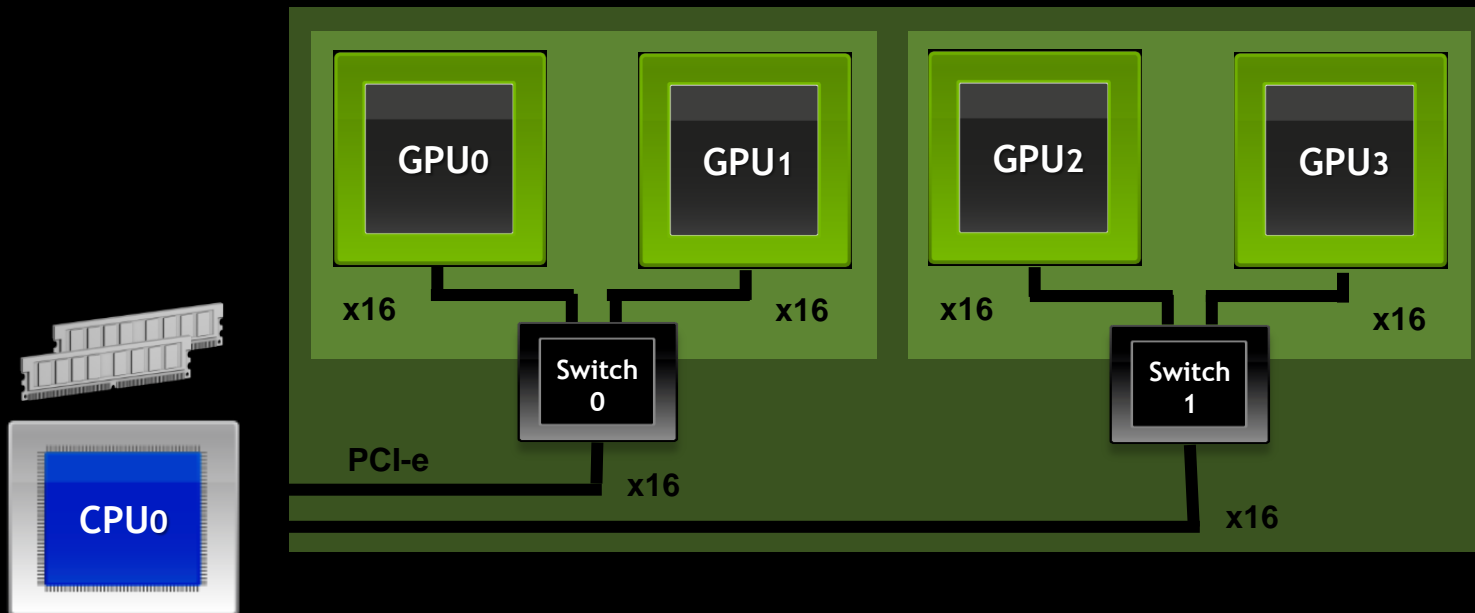 GPU0
GPU1
GPU2
GPU3
x16
x16
x16
x16
Switch
0
Switch
1
PCI-e
x16
CPU0
x16